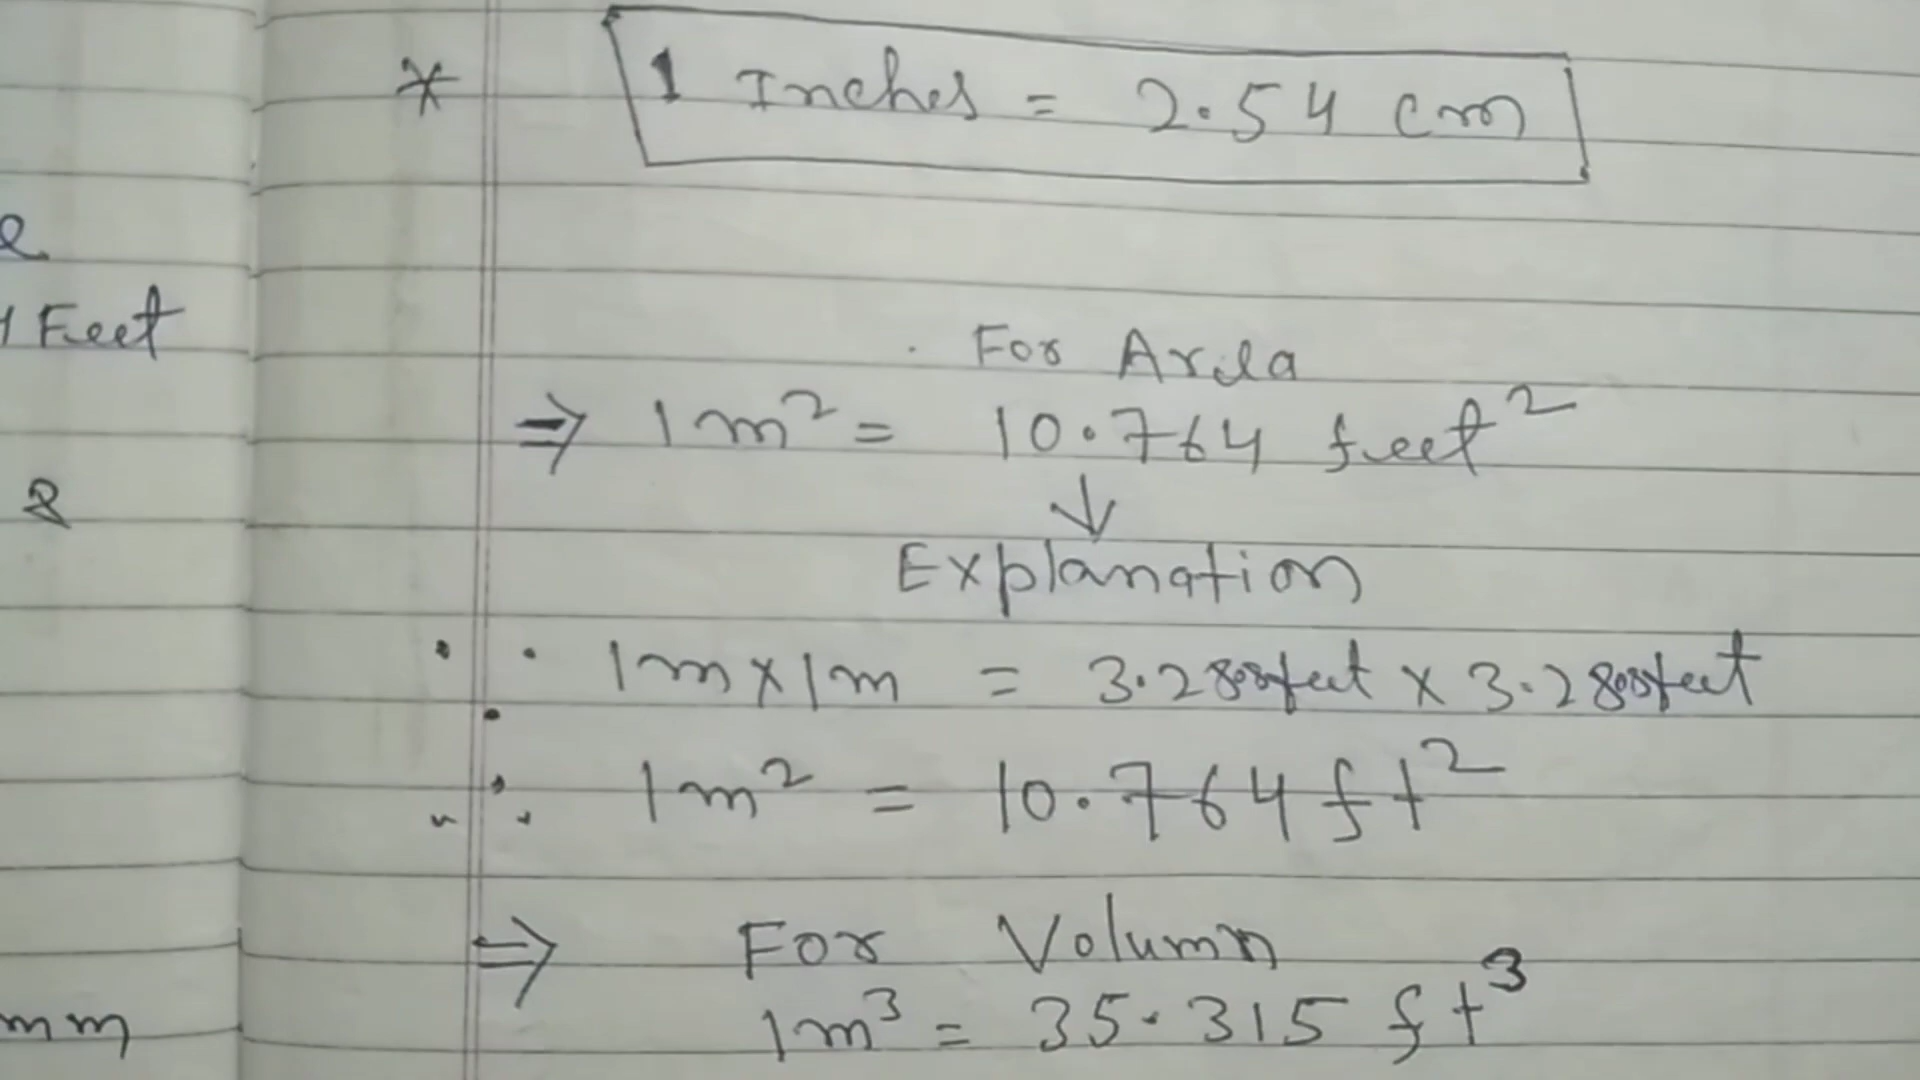 e
Feet
&
mm
* 1 Inches = 2.54 cm
For Area
⇒ 1m² = 10.764 feet²
↓
Explanation
1m x 1m = 3.2808feet x 3.2808feet
∴ 1m² = 10.764 ft²
⇒ For Volumn
1m³ = 35.315 ft³